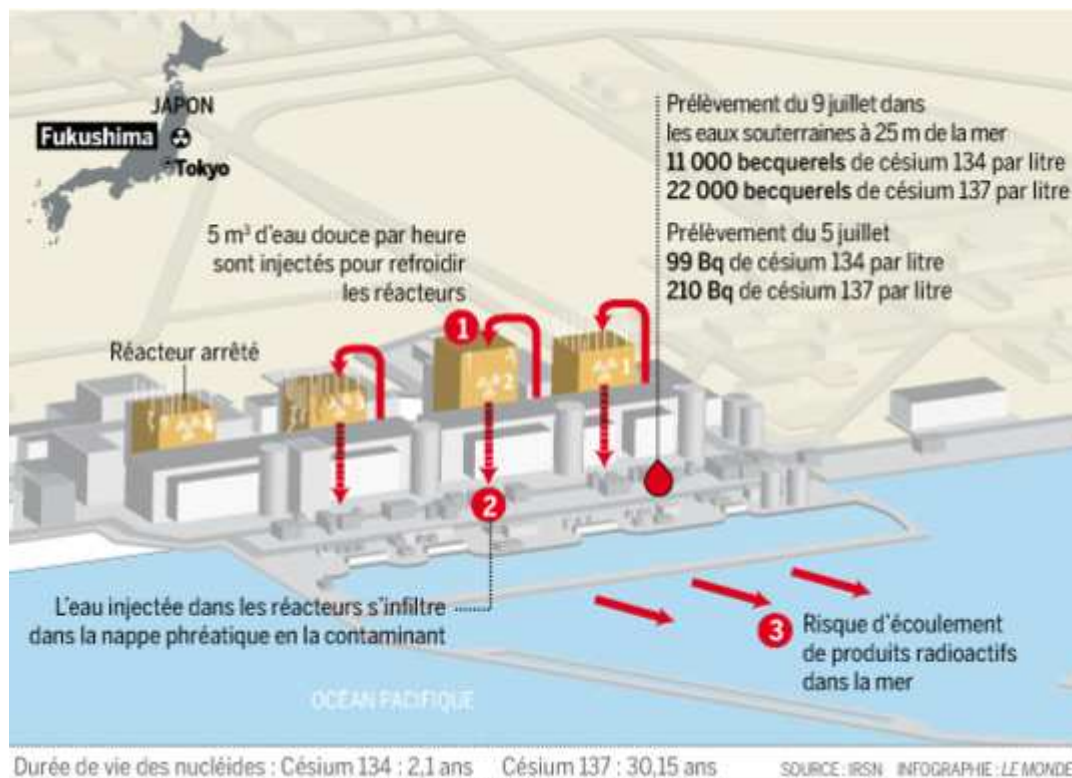 JAPON
Fukushima
Tokyo
Prélèvement du 9 juillet dans
les eaux souterraines à 25 m de la mer
11 000 becquerels de césium 134 par litre
22 000 becquerels de césium 137 par litre
Prélèvement du 5 juillet
99 Bq de césium 134 par litre
210 Bq de césium 137 par litre
5 m³ d'eau douce par heure
sont injectés pour refroidir
les réacteurs
Réacteur arrêté
1
4
3
2
1
2
L'eau injectée dans les réacteurs s'infiltre
dans la nappe phréatique en la contaminant
3
Risque d'écoulement
de produits radioactifs
dans la mer
OCÉAN PACIFIQUE
Durée de vie des nucléides : Césium 134 : 2,1 ans Césium 137 : 30,15 ans
SOURCE : IRSN INFOGRAPHIE : LE MONDE